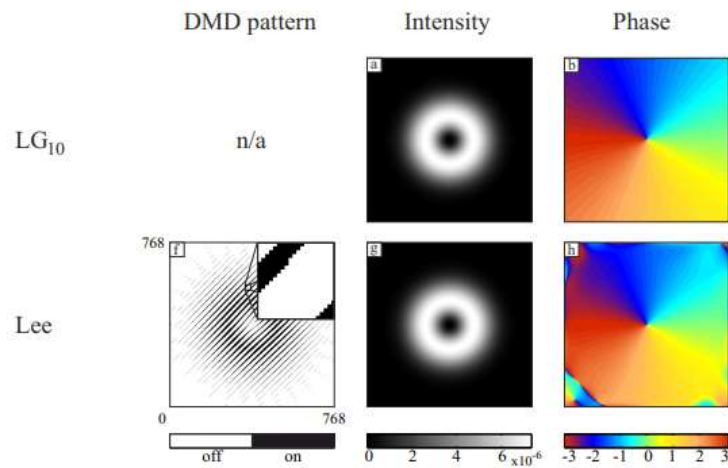 DMD pattern Intensity Phase
a b
LG10 n/a
768 f g h
Lee
0 768
off on 0 2 4 6 x10-6 -3 -2 -1 0 1 2 3